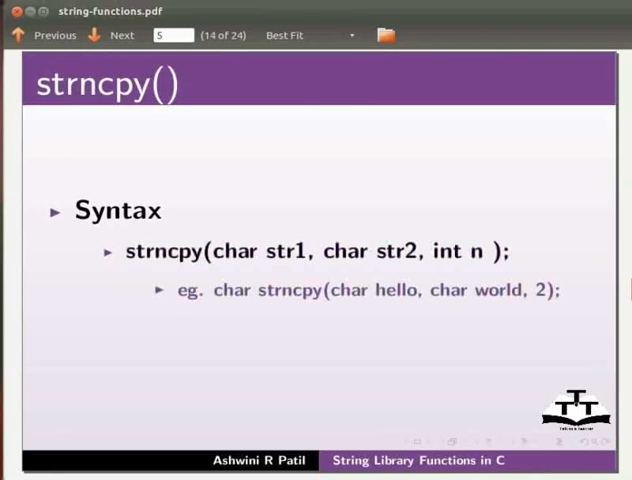 string-functions.pdf
Previous Next 5 (14 of 24) Best Fit
strncpy()
Syntax
strncpy(char str1, char str2, int n );
eg. char strncpy(char hello, char world, 2);
TTT
Ashwini R Patil String Library Functions in C